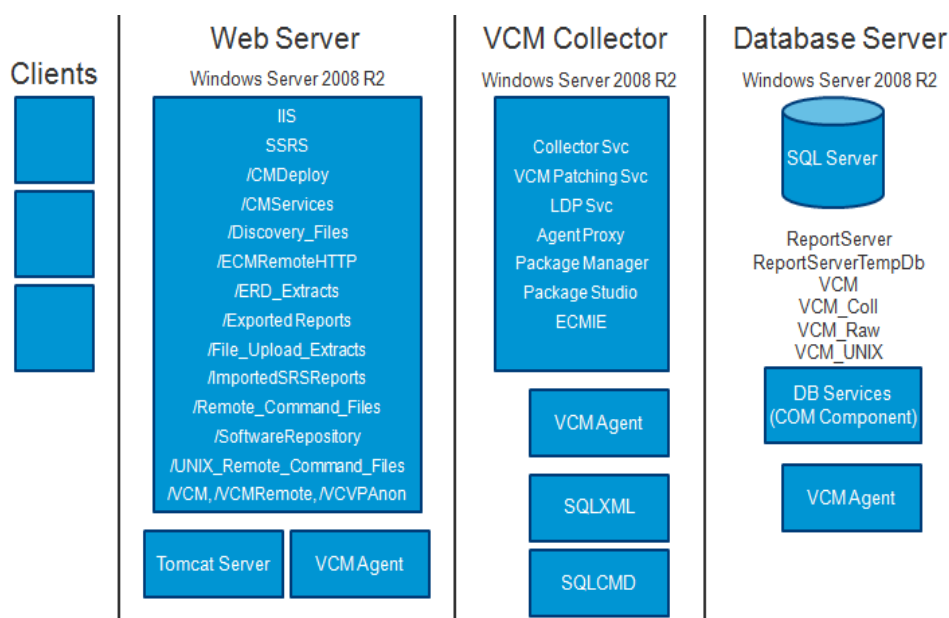 Clients
Web Server
Windows Server 2008 R2
IIS
SSRS
/CMDeploy
/CMServices
/Discovery_Files
/ECMRemoteHTTP
/ERD_Extracts
/Exported Reports
/File_Upload_Extracts
/ImportedSRSReports
/Remote_Command_Files
/SoftwareRepository
/UNIX_Remote_Command_Files
/VCM, /VCMRemote, /VCVPAnon
Tomcat Server
VCM Agent
VCM Collector
Windows Server 2008 R2
Collector Svc
VCM Patching Svc
LDP Svc
Agent Proxy
Package Manager
Package Studio
ECMIE
VCM Agent
SQLXML
SQLCMD
Database Server
Windows Server 2008 R2
SQL Server
ReportServer
ReportServerTempDb
VCM
VCM_Coll
VCM_Raw
VCM_UNIX
DB Services
(COM Component)
VCM Agent